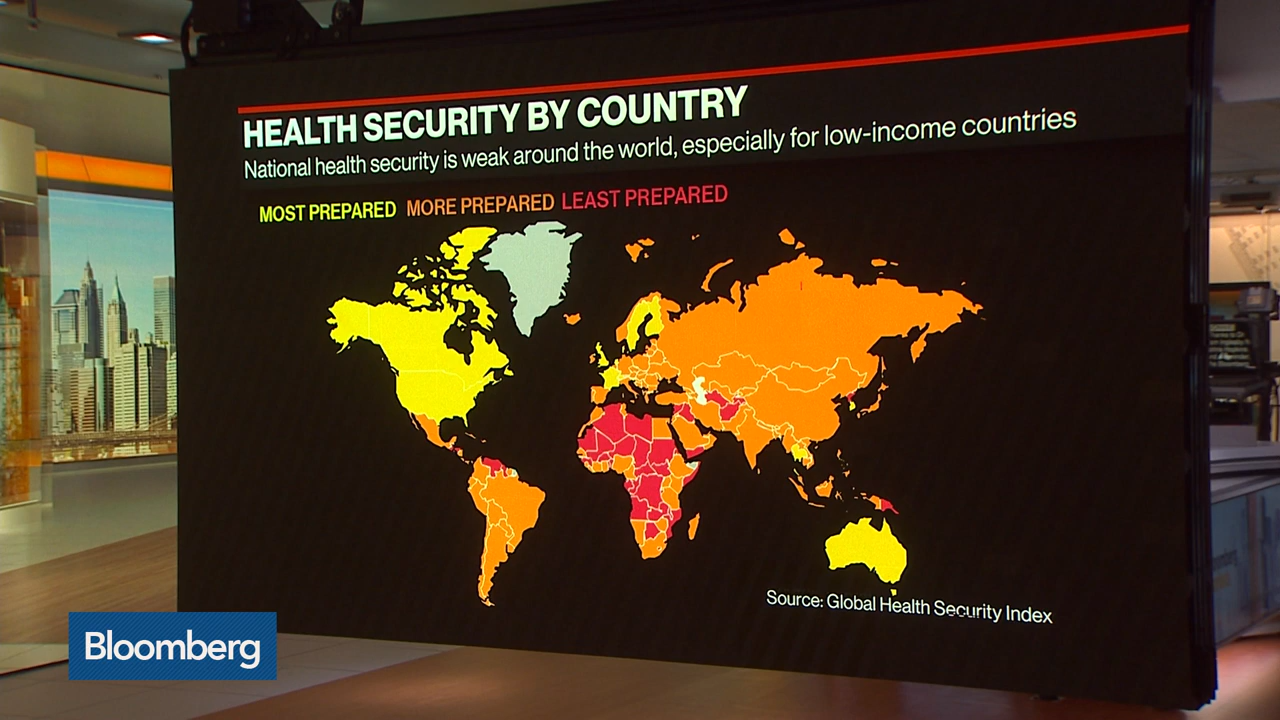 HEALTH SECURITY BY COUNTRY
National health security is weak around the world, especially for low-income countries
MOST PREPARED MORE PREPARED LEAST PREPARED
Source: Global Health Security Index
Bloomberg